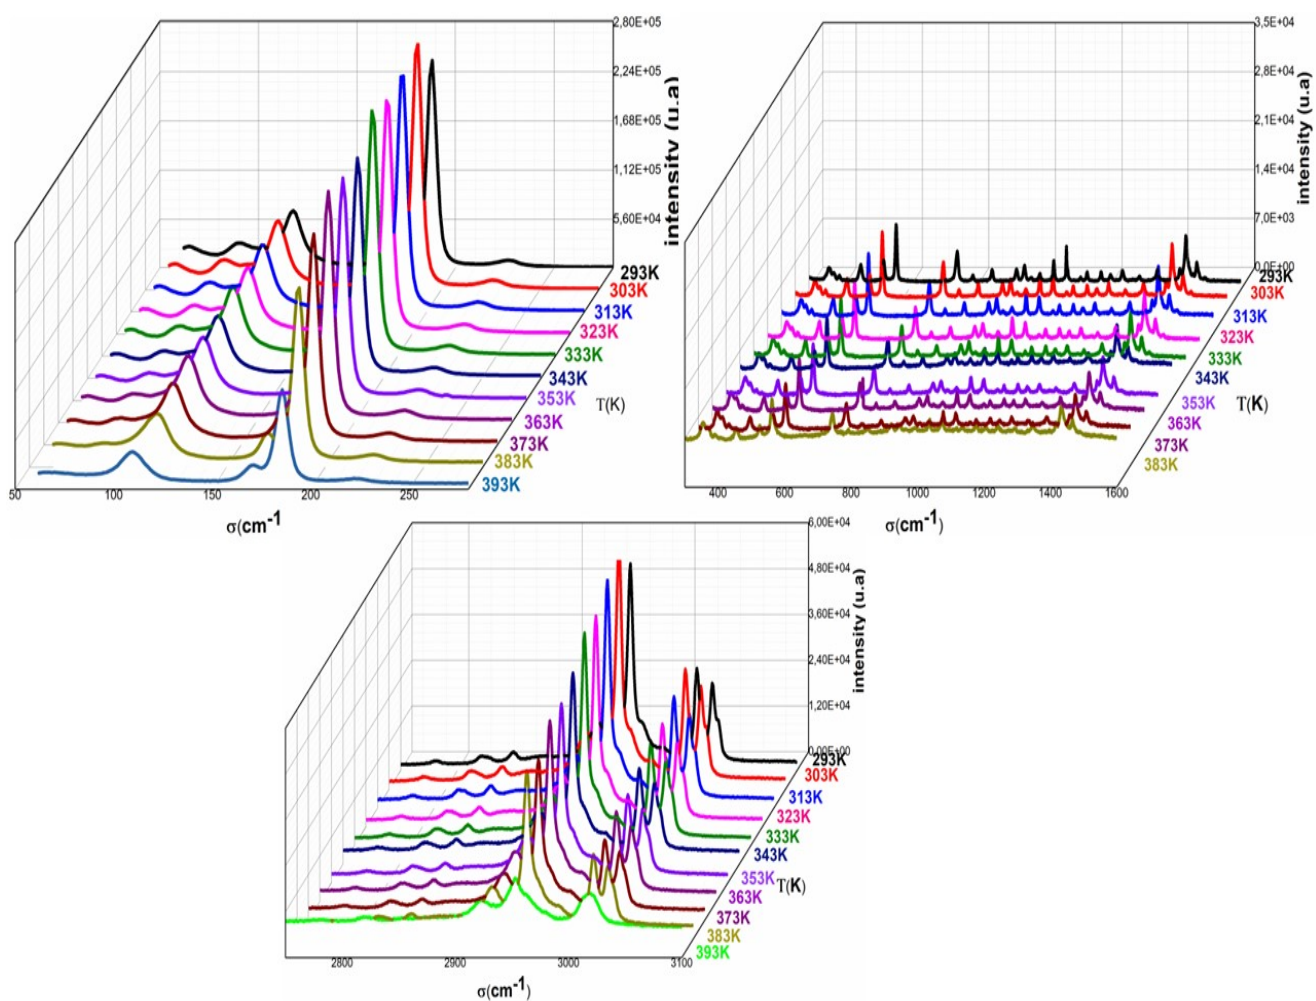 2,80E+05
2,24E+05
1,68E+05
1,12E+05
5,60E+04
intensity (u.a)
293K
303K
313K
323K
333K
343K
353K
T(K)
363K
373K
383K
393K
50
100
150
200
250
σ(cm-1
3,5E+04
2,8E+04
2,1E+04
1,4E+04
7,0E+03
0,0E+00
intensity (u.a)
293K
303K
313K
323K
333K
343K
353K
T(K)
363K
373K
383K
400
600
800
1000
1200
1400
1600
σ(cm-1)
6,00E+04
4,80E+04
3,60E+04
2,40E+04
1,20E+04
0,00E+00
intensity (u.a)
293K
303K
313K
323K
333K
343K
353K
T(K)
363K
373K
383K
393K
2800
2900
3000
3100
σ(cm-1)